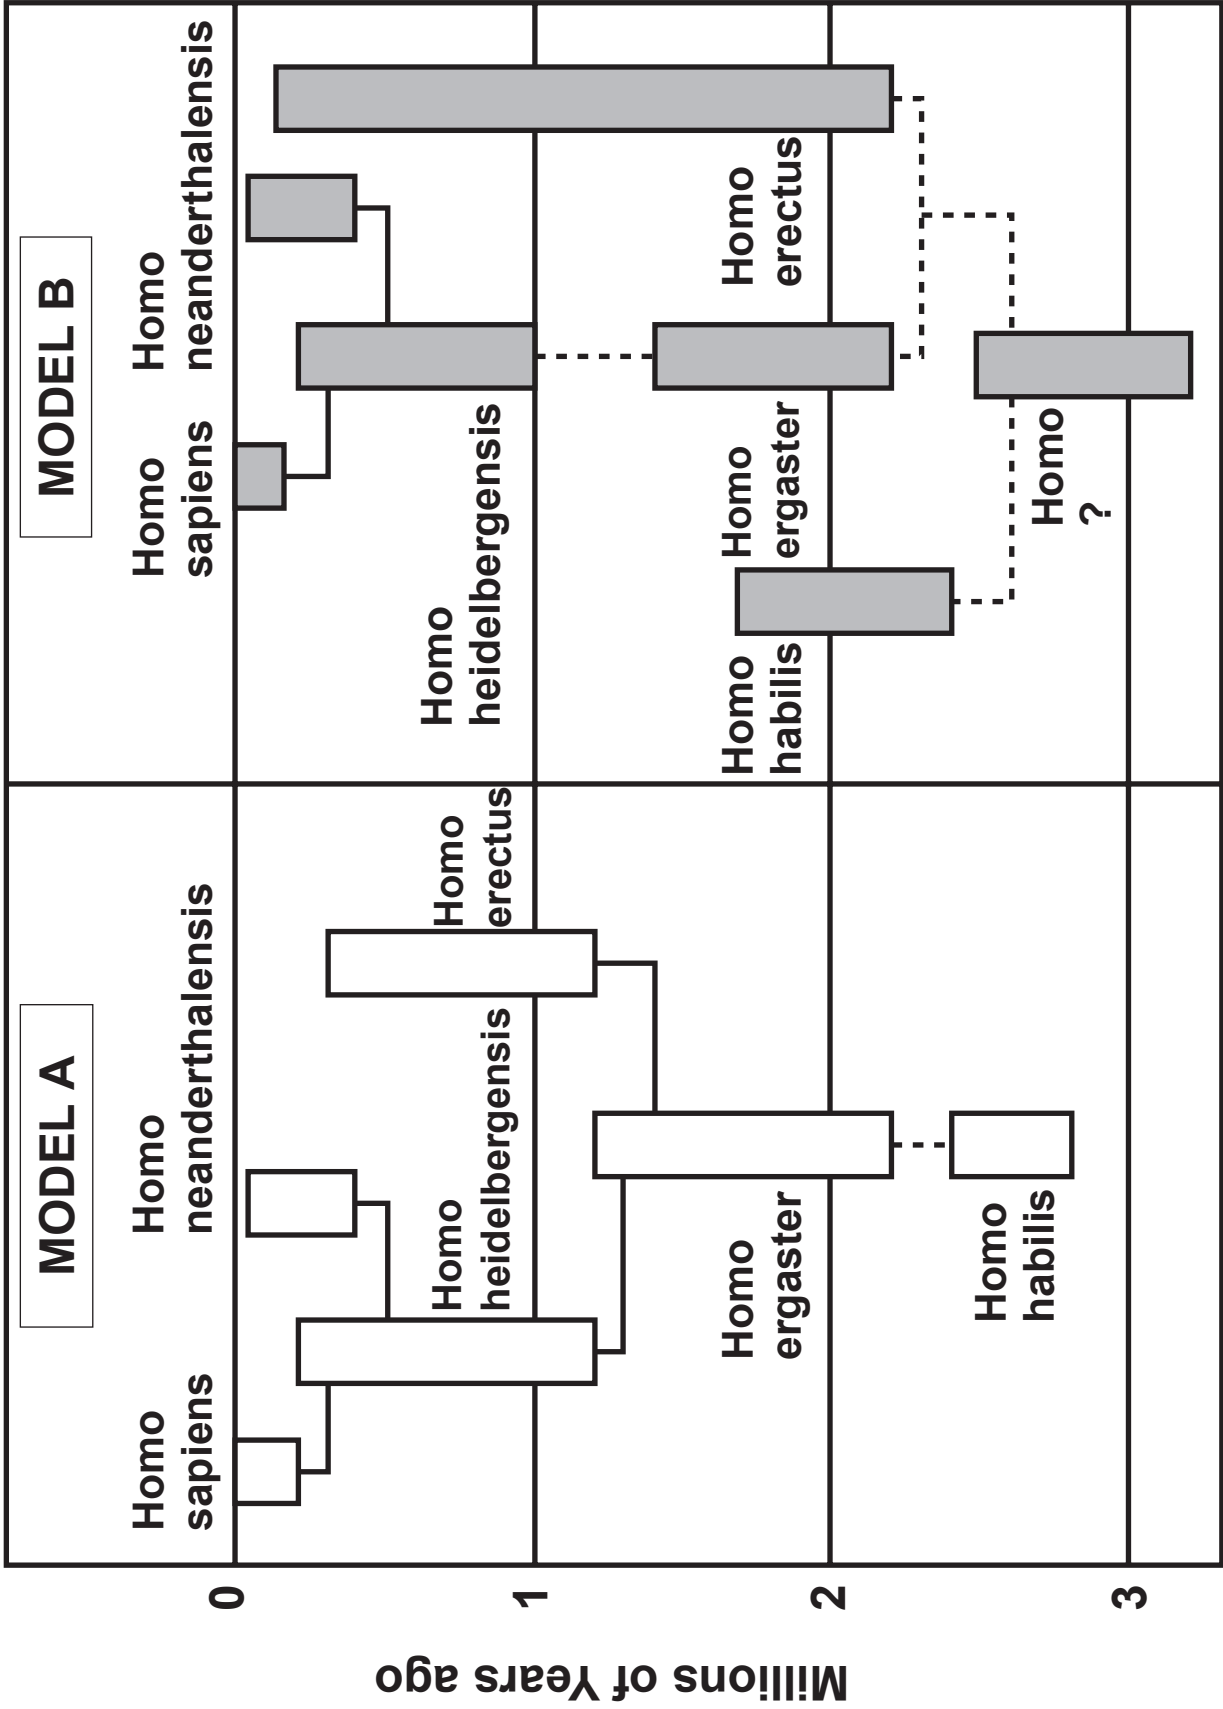 MODEL A
Homo
sapiens
Homo
neanderthalensis
Homo
heidelbergensis
Homo
erectus
Homo
ergaster
Homo
habilis
MODEL B
Homo
sapiens
Homo
neanderthalensis
Homo
heidelbergensis
Homo
habilis
Homo
ergaster
Homo
erectus
Homo
?
0
1
2
3
Millions of Years ago